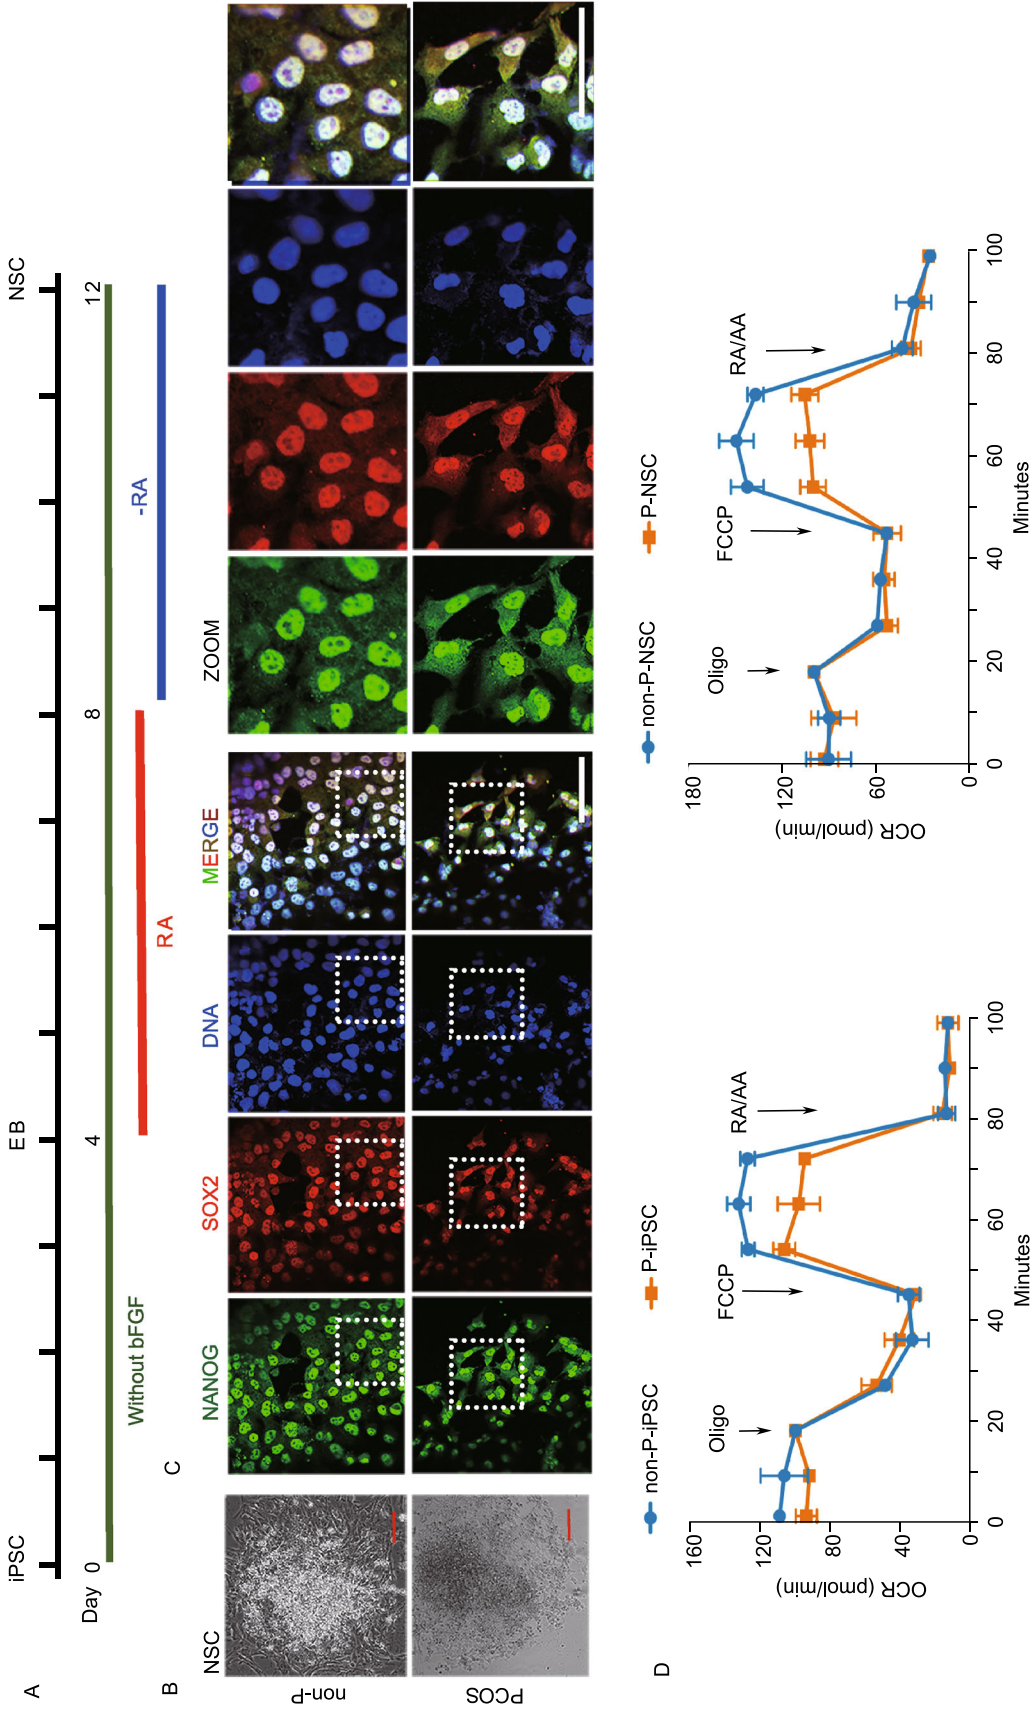 A
iPSC
EB
NSC
Day
0
4
8
12
Without bFGF
RA
-RA
B
NSC
non-P
PCOS
C
NANOG
SOX2
DNA
MERGE
ZOOM
D
non-P-iPSC
P-iPSC
OCR (pmol/min)
160
120
80
40
0
Oligo
FCCP
RA/AA
0
20
40
60
80
100
Minutes
non-P-NSC
P-NSC
OCR (pmol/min)
180
120
60
0
Oligo
FCCP
RA/AA
0
20
40
60
80
100
Minutes